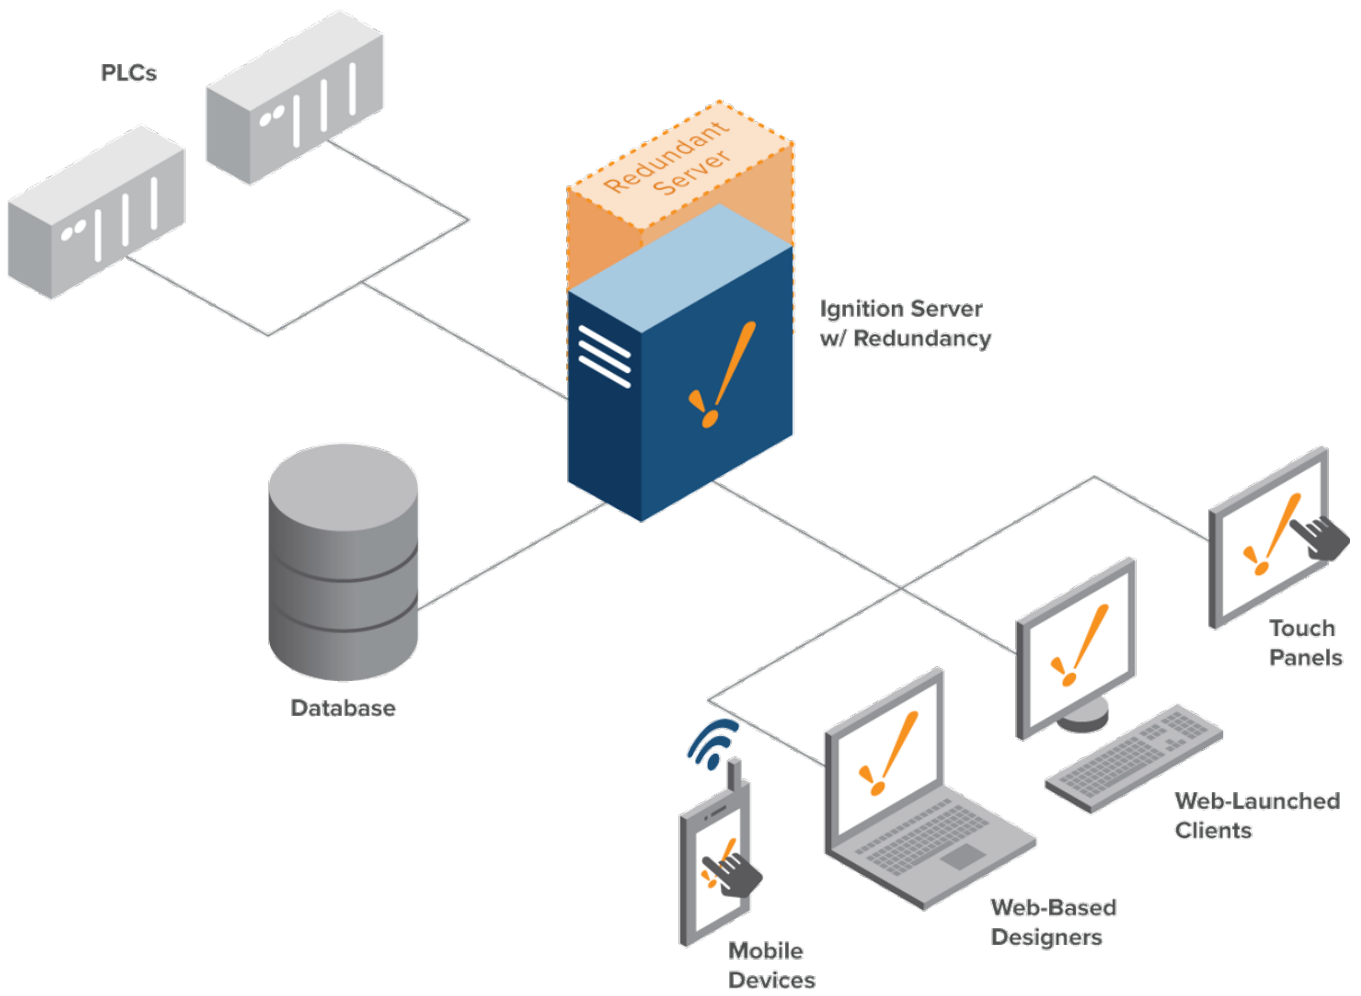 PLCs
Redundant
Server
Ignition Server
w/ Redundancy
Database
Touch
Panels
Web-Launched
Clients
Web-Based
Designers
Mobile
Devices